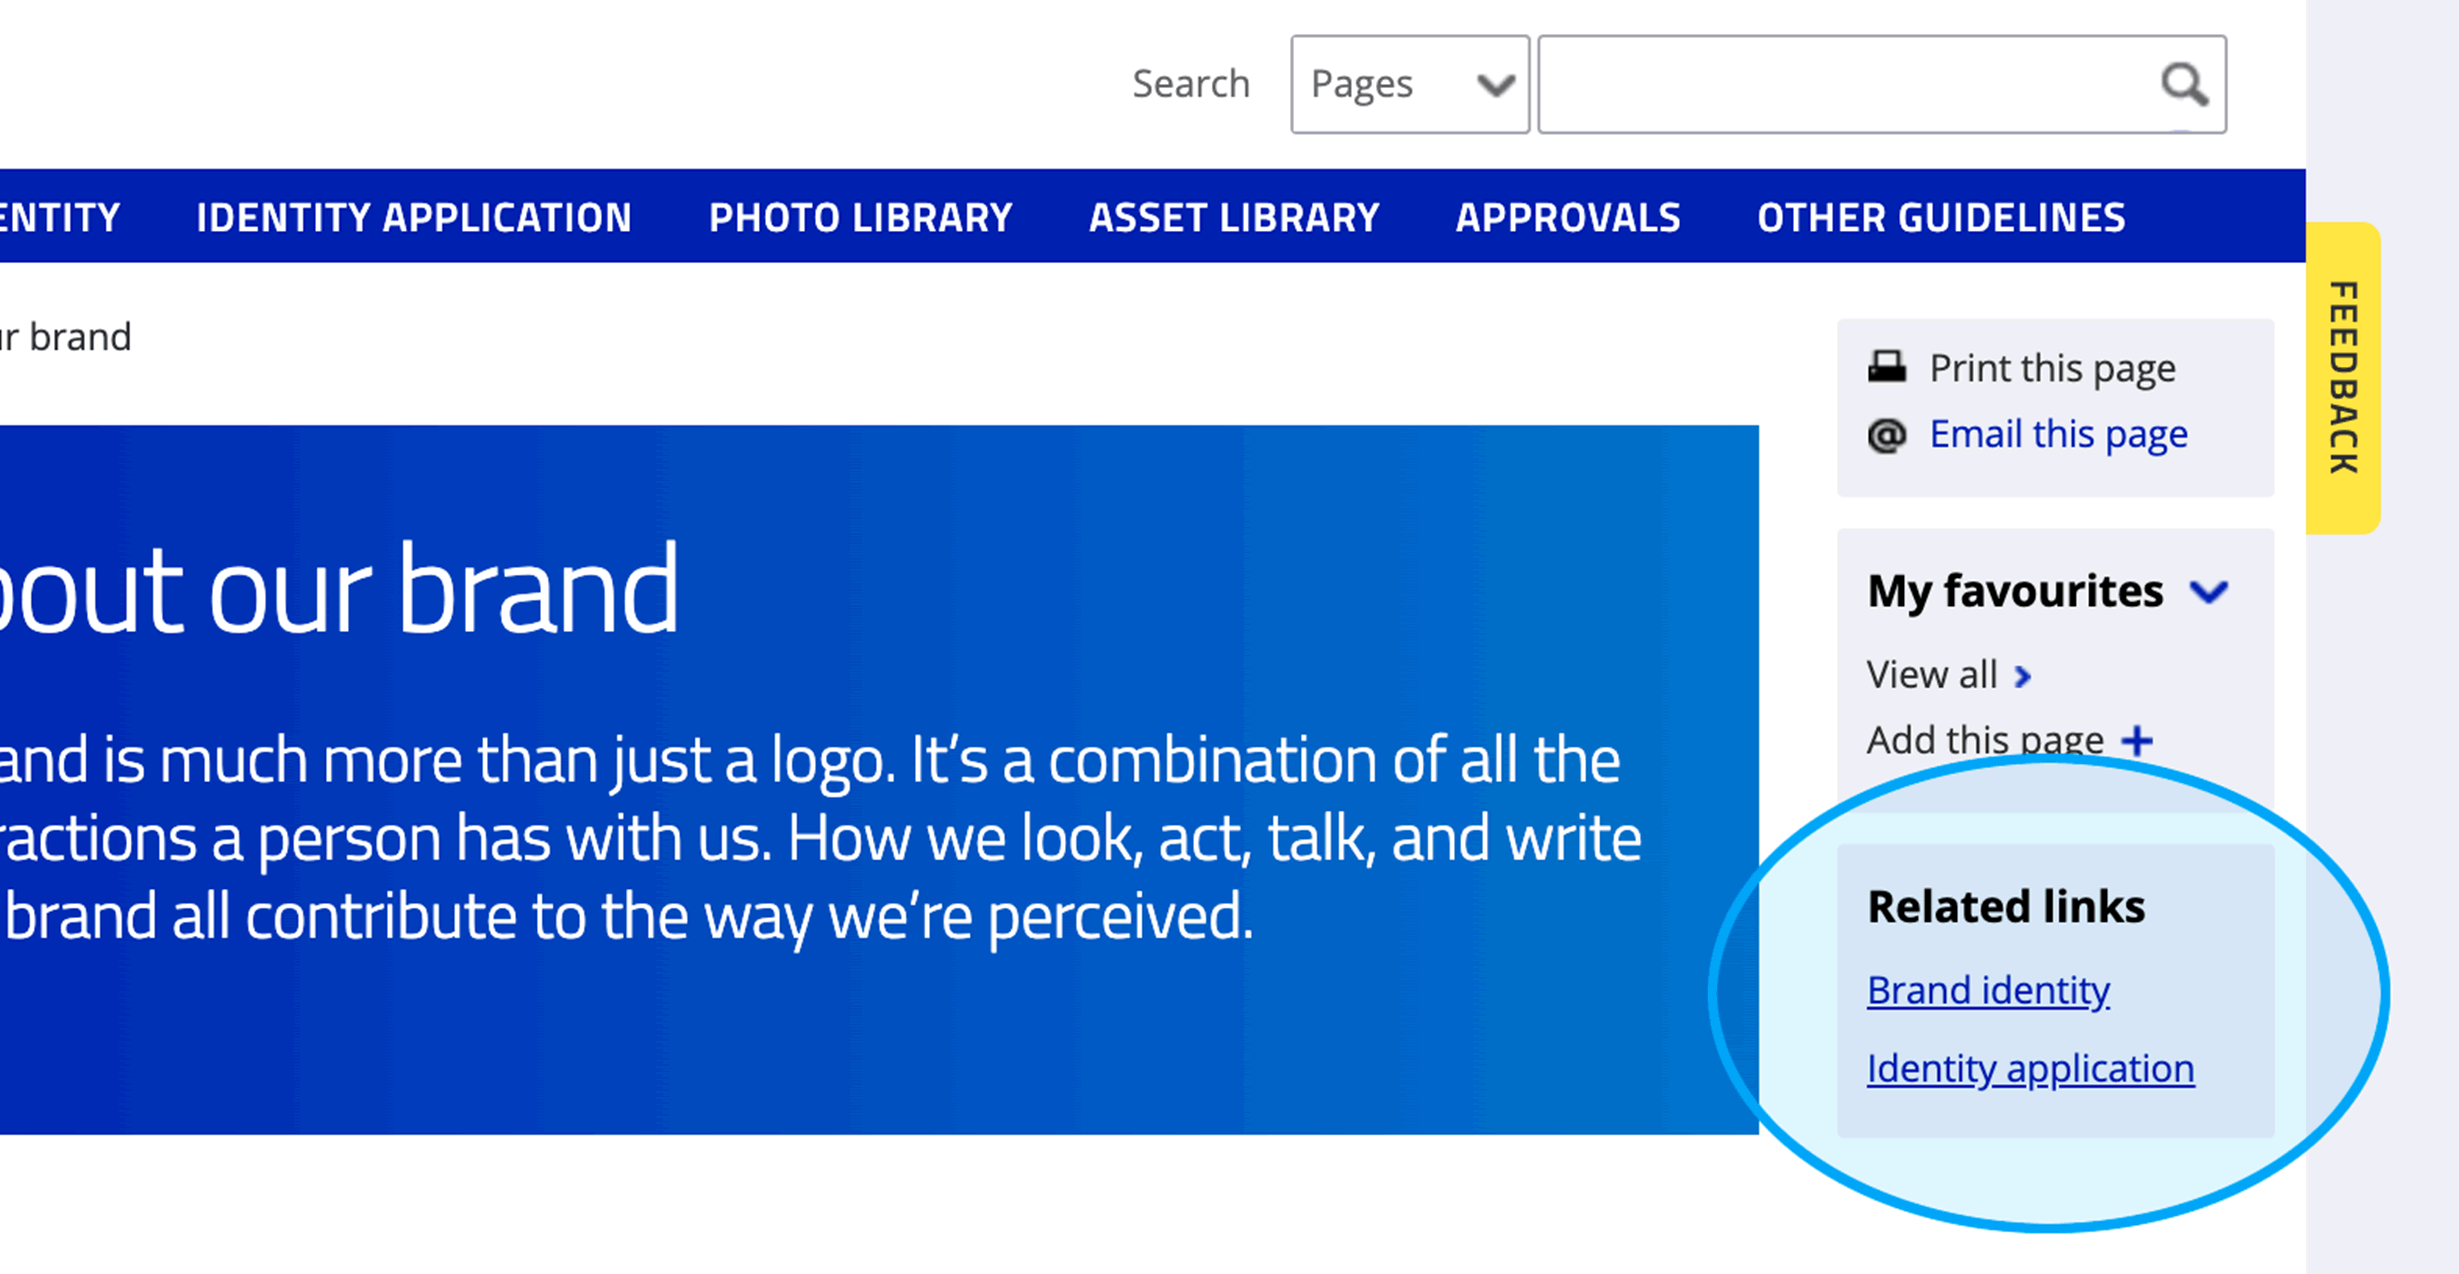 Search Pages
ENTITY IDENTITY APPLICATION PHOTO LIBRARY ASSET LIBRARY APPROVALS OTHER GUIDELINES
ur brand
bout our brand
and is much more than just a logo. It’s a combination of all the
ractions a person has with us. How we look, act, talk, and write
brand all contribute to the way we’re perceived.
Print this page
@ Email this page
My favourites
View all
Add this page +
Related links
Brand identity
Identity application
FEEDBACK